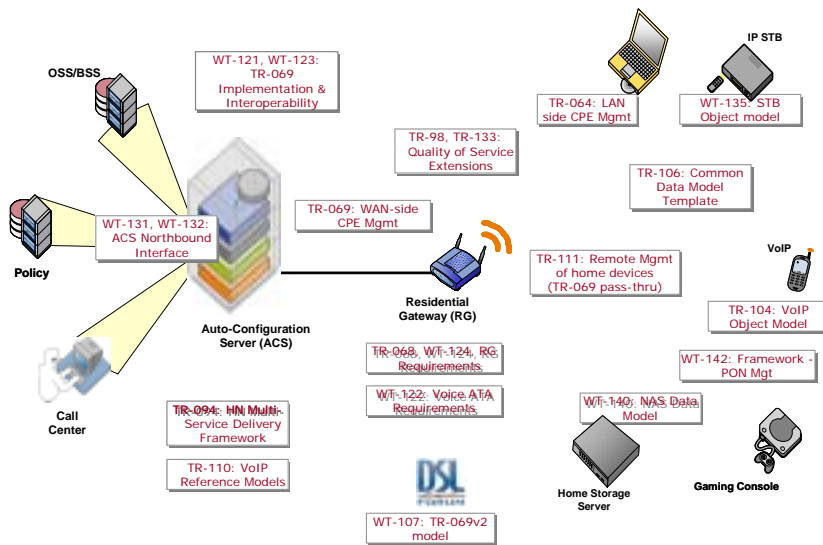 IP STB
OSS/BSS
WT-121, WT-123:
TR-069
Implementation &
Interoperability
TR-064: LAN
side CPE Mgmt
WT-135: STB
Object model
TR-98, TR-133:
Quality of Service
Extensions
TR-106: Common
Data Model
Template
TR-069: WAN-side
CPE Mgmt
WT-131, WT-132:
ACS Northbound
Interface
Policy
VoIP
TR-111: Remote Mgmt
of home devices
(TR-069 pass-thru)
Residential
Gateway (RG)
TR-104: VoIP
Object Model
Auto-Configuration
Server (ACS)
TR-068, WT-124, RG
Requirements
WT-142: Framework -
PON Mgt
WT-122: Voice ATA
Requirements
WT-140: NAS Data
Model
Call
Center
TR-094: HN Multi-
Service Delivery
Framework
TR-110: VoIP
Reference Models
DSL
FORUM
Home Storage
Server
Gaming Console
WT-107: TR-069v2
model